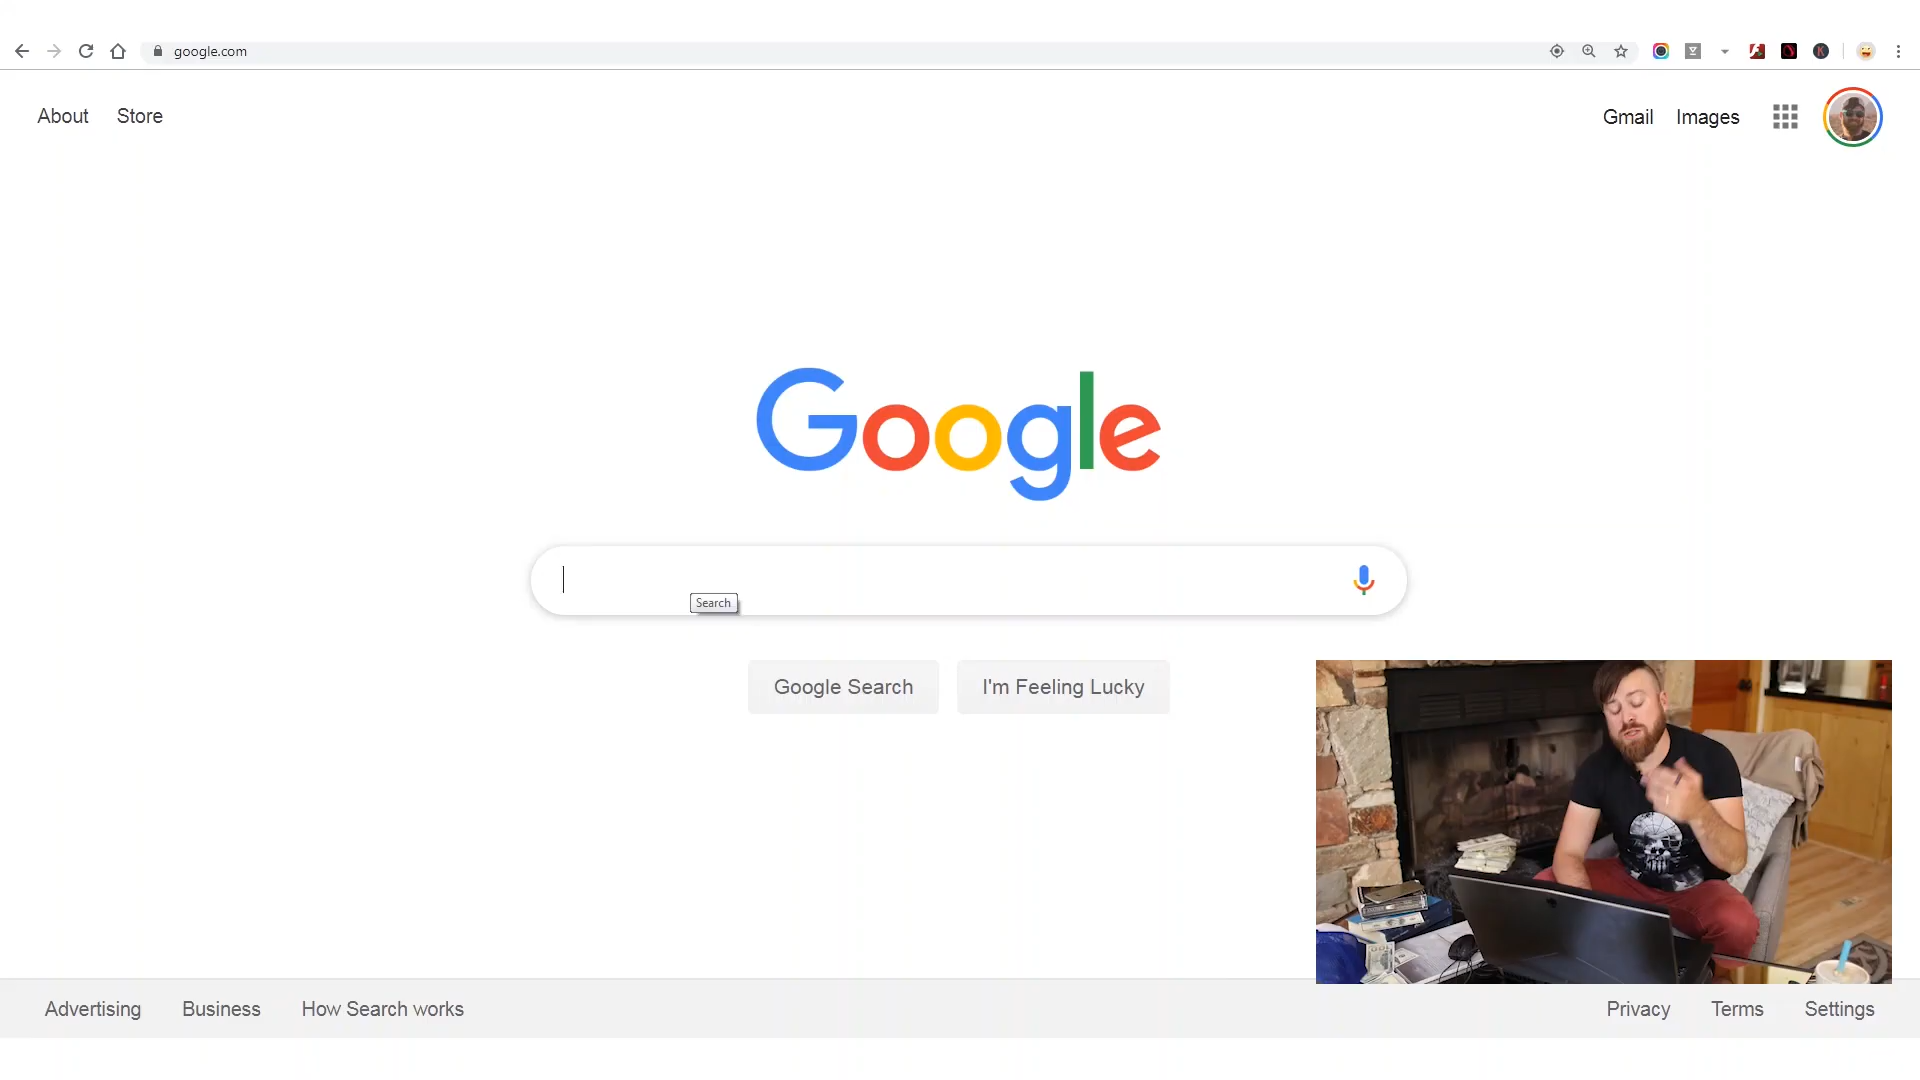 google.com
About Store
Gmail Images
Google
Search
Google Search I'm Feeling Lucky
Advertising Business How Search works
Privacy Terms Settings